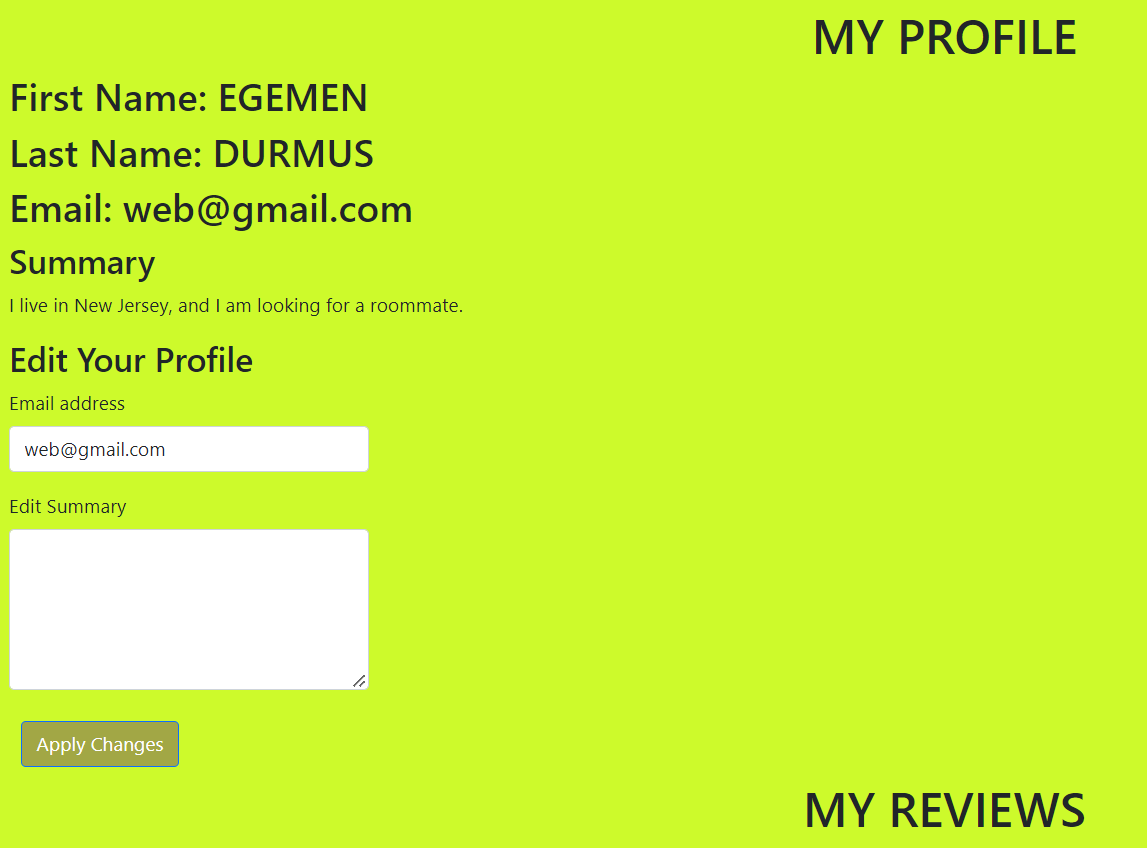 MY PROFILE
First Name: EGEMEN
Last Name: DURMUS
Email: web@gmail.com
Summary
I live in New Jersey, and I am looking for a roommate.
Edit Your Profile
Email address
web@gmail.com
Edit Summary
Apply Changes
MY REVIEWS